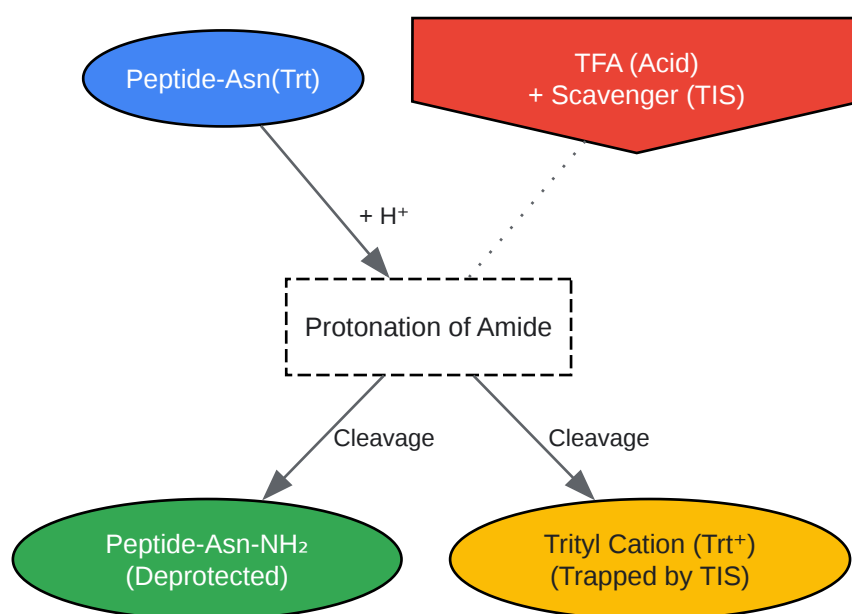 Peptide-Asn(Trt)
TFA (Acid)
+ Scavenger (TIS)
+ H⁺
Protonation of Amide
Cleavage
Cleavage
Peptide-Asn-NH₂
(Deprotected)
Trityl Cation (Trt⁺)
(Trapped by TIS)